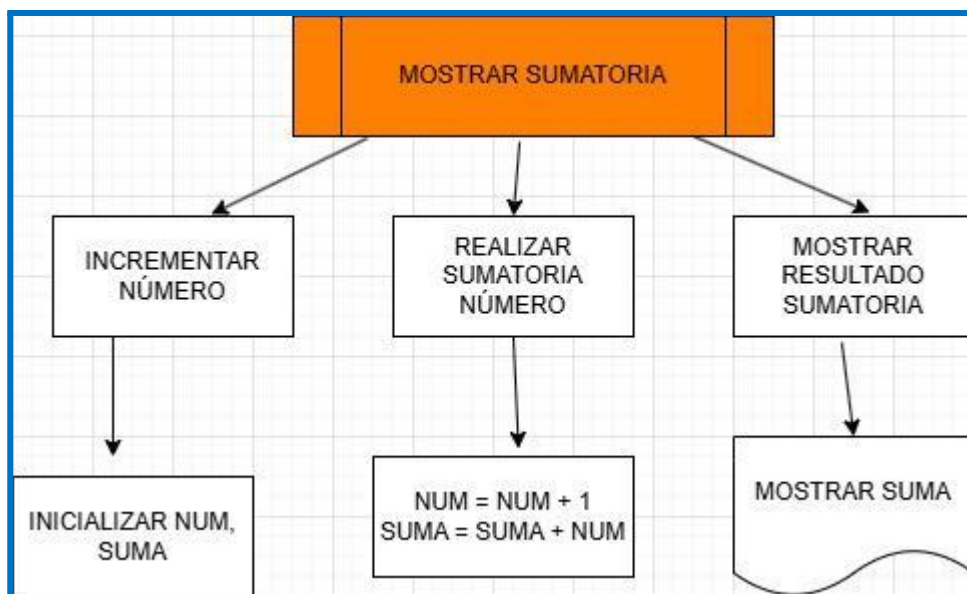 MOSTRAR SUMATORIA
INCREMENTAR
NÚMERO
REALIZAR
SUMATORIA
NÚMERO
MOSTRAR
RESULTADO
SUMATORIA
INICIALIZAR NUM,
SUMA
NUM = NUM + 1
SUMA = SUMA + NUM
MOSTRAR SUMA